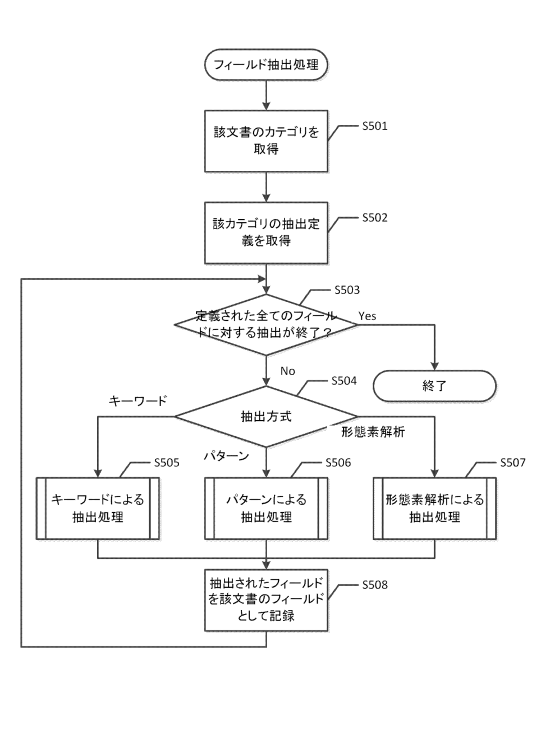 フィールド抽出処理
該文書のカテゴリを
取得
S501
該カテゴリの抽出定
義を取得
S502
S503
定義された全てのフィール
ドに対する抽出が終了？
Yes
No
終了
S504
抽出方式
キーワード
パターン
形態素解析
S505
キーワードによる
抽出処理
S506
パターンによる
抽出処理
S507
形態素解析による
抽出処理
抽出されたフィールド
を該文書のフィールド
として記録
S508